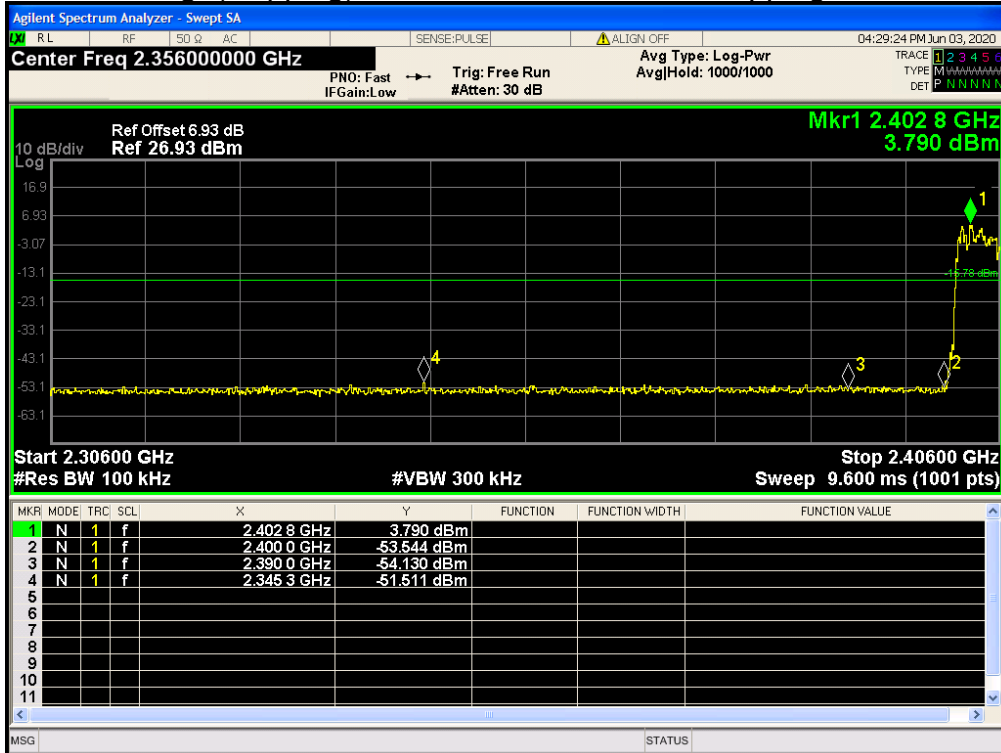 Agilent Spectrum Analyzer - Swept SA
LXI RL RF 50 Ω AC SENSE:PULSE ALIGN OFF 04:29:24 PM Jun 03, 2020
Center Freq 2.356000000 GHz Avg Type: Log-Pwr TRACE 1 2 3 4 5 6
PNO: Fast Trig: Free Run Avg|Hold: 1000/1000 TYPE M
IFGain:Low #Atten: 30 dB DET P N N N N N
Mkr1 2.402 8 GHz
Ref Offset 6.93 dB
10 dB/div Ref 26.93 dBm 3.790 dBm
Log
16.9
1
6.93
-3.07
-13.1
-15.78 dBm
-23.1
-33.1
-43.1
4 3 2
-53.1
-63.1
Start 2.30600 GHz Stop 2.40600 GHz
#Res BW 100 kHz #VBW 300 kHz Sweep 9.600 ms (1001 pts)
MKR MODE TRC SCL X Y FUNCTION FUNCTION WIDTH FUNCTION VALUE
1 N 1 f 2.402 8 GHz 3.790 dBm
2 N 1 f 2.400 0 GHz -53.544 dBm
3 N 1 f 2.390 0 GHz -54.130 dBm
4 N 1 f 2.345 3 GHz -51.511 dBm
5
6
7
8
9
10
11
MSG STATUS